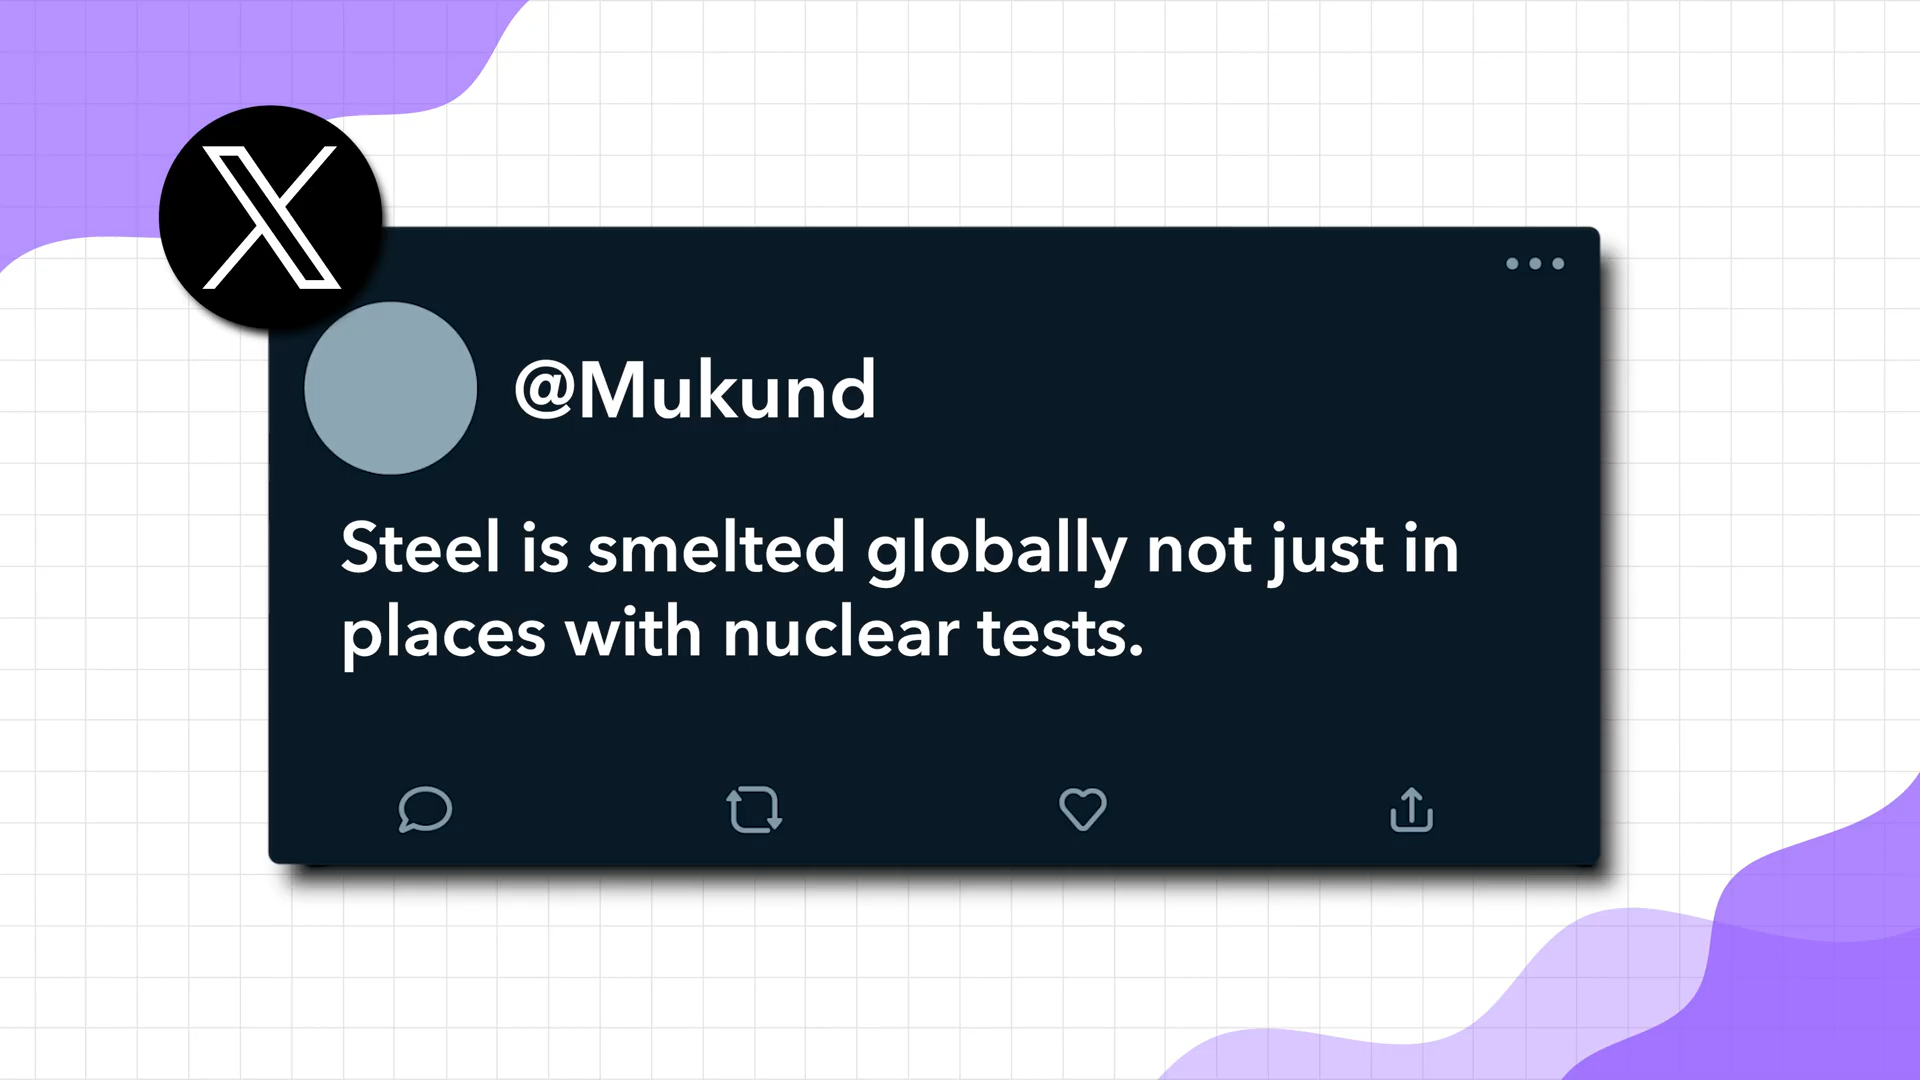 @Mukund
Steel is smelted globally not just in
places with nuclear tests.